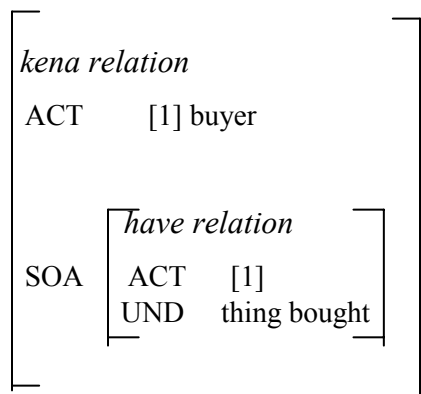 kena relation
ACT [1] buyer
have relation
SOA ACT [1]
UND thing bought